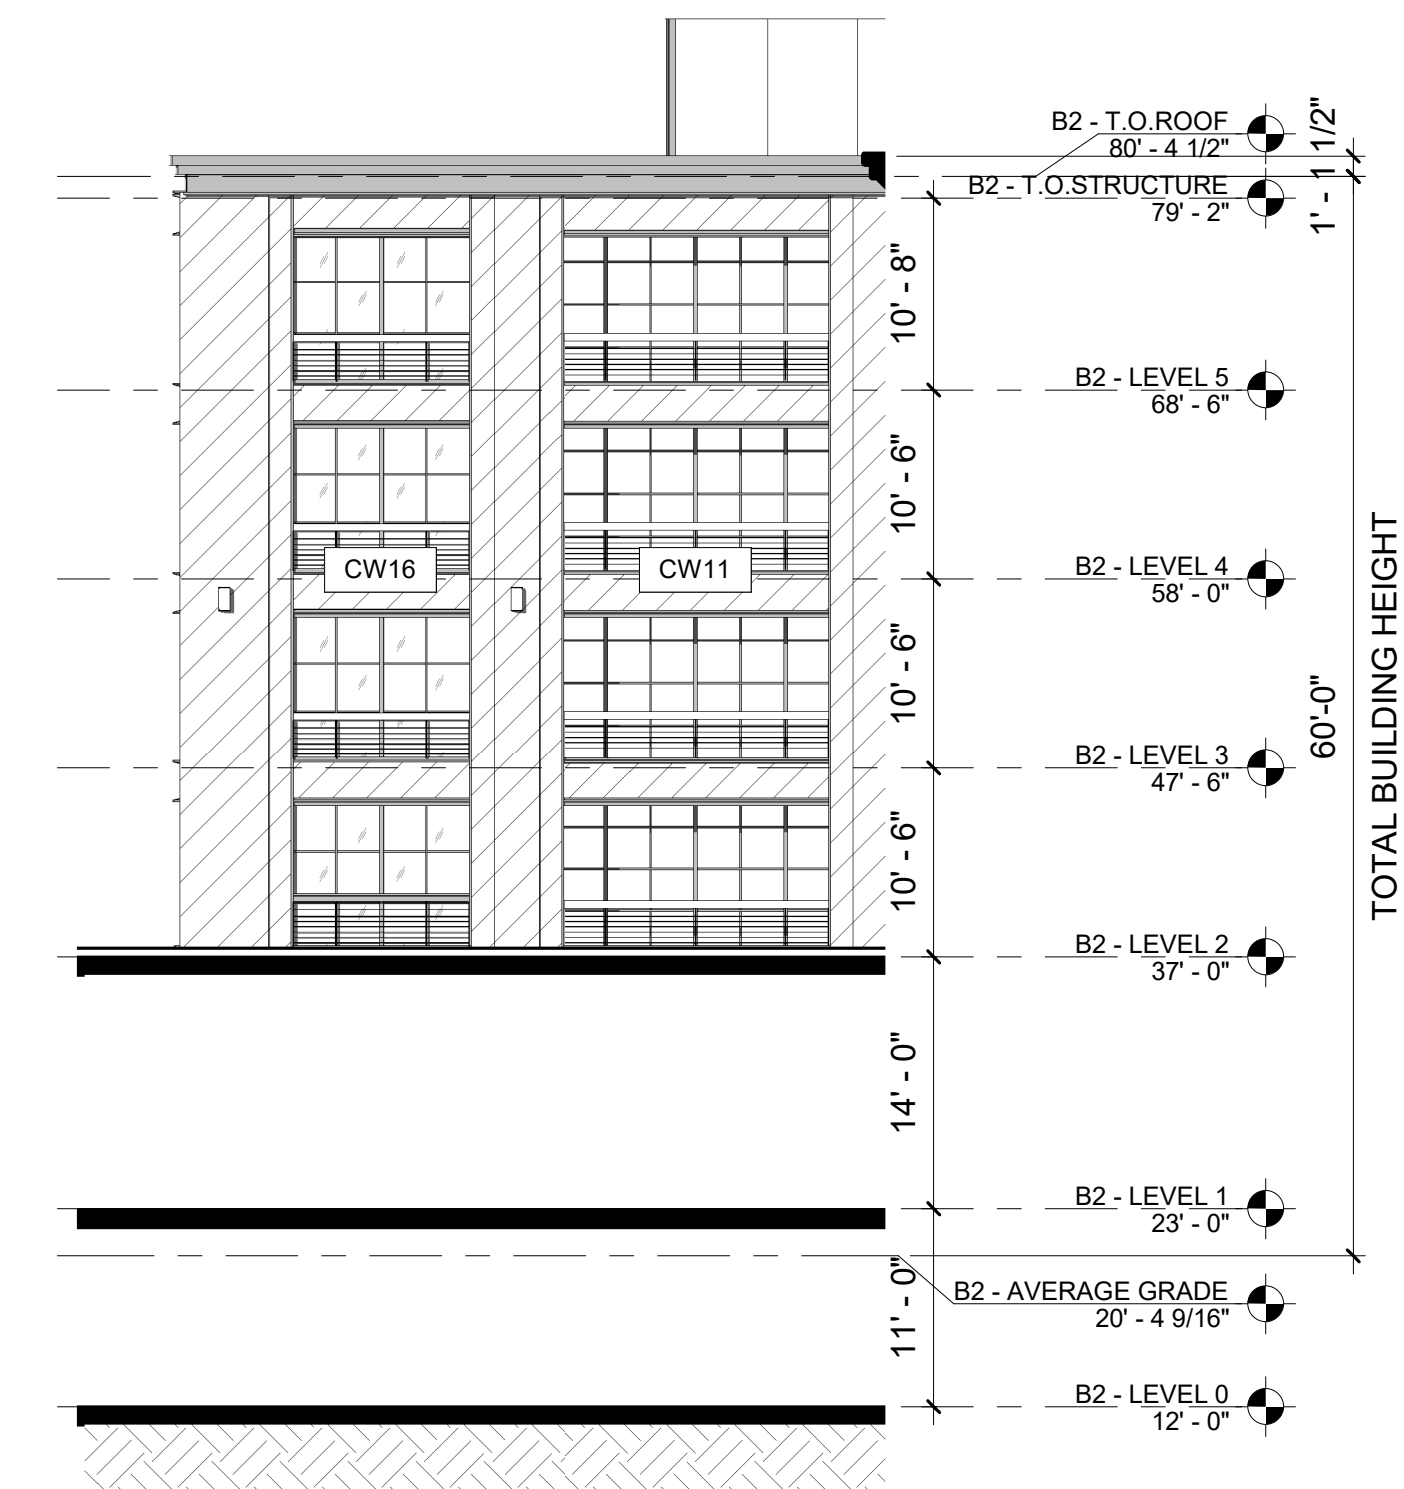 B2 - T.O.ROOF
80' - 4 1/2"
1' - 1 1/2"
B2 - T.O.STRUCTURE
79' - 2"
10' - 8"
B2 - LEVEL 5
68' - 6"
10' - 6"
CW16
CW11
B2 - LEVEL 4
58' - 0"
10' - 6"
60'-0"
TOTAL BUILDING HEIGHT
B2 - LEVEL 3
47' - 6"
10' - 6"
B2 - LEVEL 2
37' - 0"
14' - 0"
B2 - LEVEL 1
23' - 0"
B2 - AVERAGE GRADE
20' - 4 9/16"
11' - 0"
B2 - LEVEL 0
12' - 0"